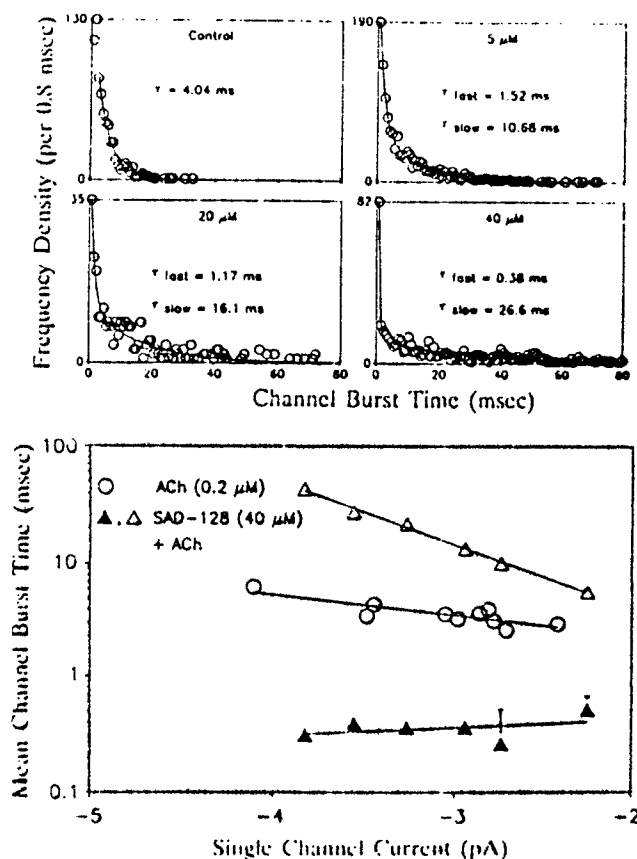 130
Control
τ = 4.04 ms
0
190
5 μM
τ fast = 1.52 ms
τ slow = 10.68 ms
0
35
20 μM
τ fast = 1.17 ms
τ slow = 16.1 ms
0
82
40 μM
τ fast = 0.38 ms
τ slow = 26.6 ms
0
0 20 40 60 80
0 20 40 60 80
Frequency Density (per 0.8 msec)
Channel Burst Time (msec)
Mean Channel Burst Time (msec)
100
10
1
0.1
ACh (0.2 μM)
SAD-128 (40 μM)
+ ACh
-5 -4 -3 -2
Single Channel Current (pA)